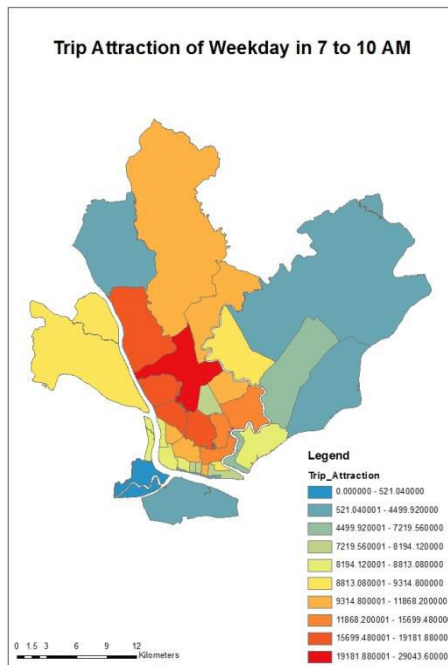 Trip Attraction of Weekday in 7 to 10 AM
Legend
Trip_Attraction
0.000000 - 521.040000
521.040001 - 4499.920000
4499.920001 - 7219.560000
7219.560001 - 8194.120000
8194.120001 - 8813.080000
8813.080001 - 9314.800000
9314.800001 - 11868.200000
11868.200001 - 15699.480000
15699.480001 - 19181.880000
19181.880001 - 29043.600000
0 1.5 3 6 9 12
Kilometers